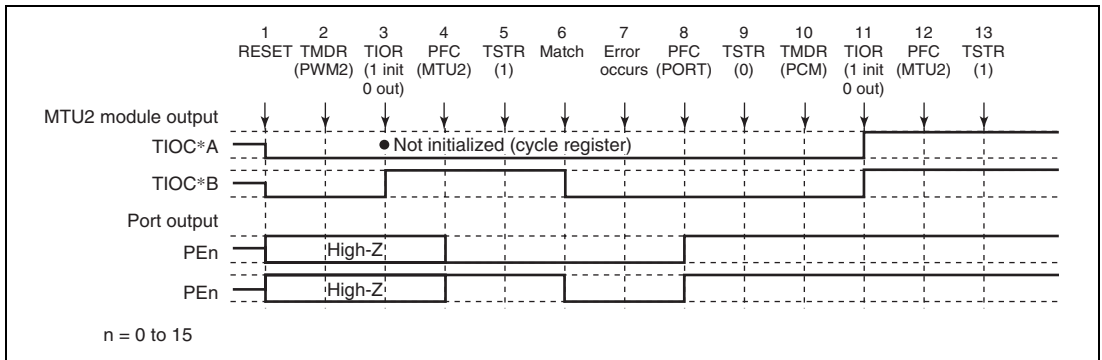 1 2 3 4 5 6 7 8 9 10 11 12 13
RESET TMDR TIOR PFC TSTR Match Error PFC TSTR TMDR TIOR PFC TSTR
(PWM2) (1 init (MTU2) (1) occurs (PORT) (0) (PCM) (1 init (MTU2) (1)
0 out) 0 out)
MTU2 module output
TIOC*A ● Not initialized (cycle register)
TIOC*B
Port output
PEn High-Z
PEn High-Z
n = 0 to 15